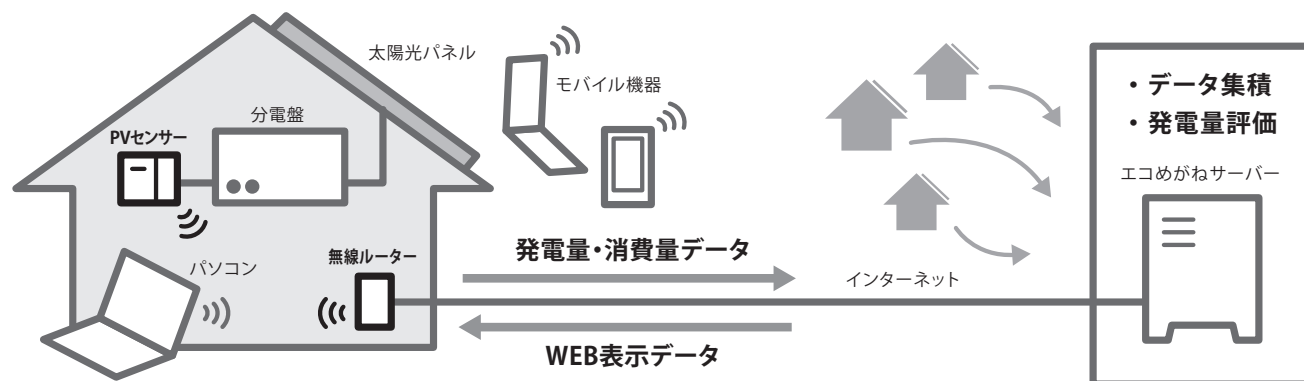 太陽光パネル
モバイル機器
分電盤
PVセンサー
パソコン
無線ルーター
発電量・消費量データ
インターネット
WEB表示データ
・データ集積
・発電量評価
エコめがねサーバー